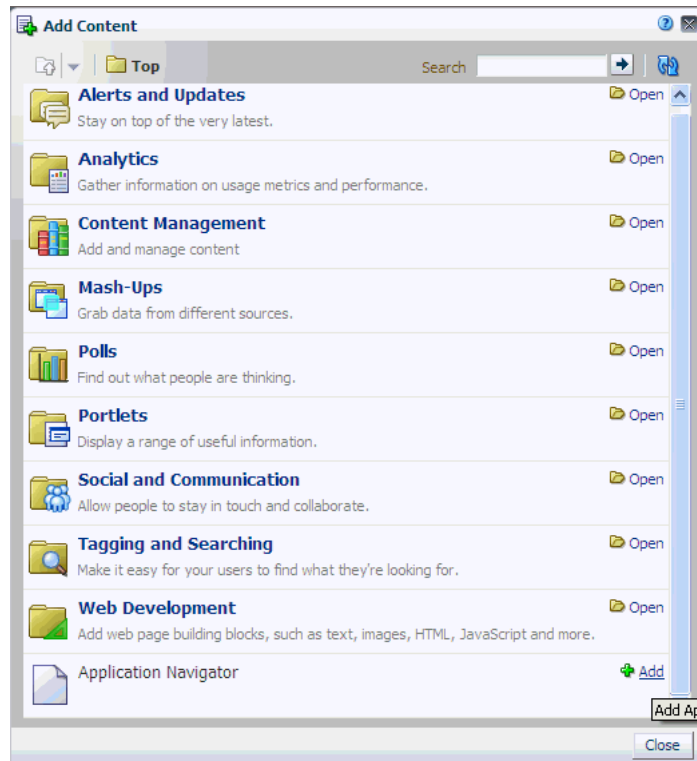 Add Content
Top Search
Alerts and Updates Open
Stay on top of the very latest.
Analytics Open
Gather information on usage metrics and performance.
Content Management Open
Add and manage content
Mash-Ups Open
Grab data from different sources.
Polls Open
Find out what people are thinking.
Portlets Open
Display a range of useful information.
Social and Communication Open
Allow people to stay in touch and collaborate.
Tagging and Searching Open
Make it easy for your users to find what they're looking for.
Web Development Open
Add web page building blocks, such as text, images, HTML, JavaScript and more.
Application Navigator Add
Add Ap
Close